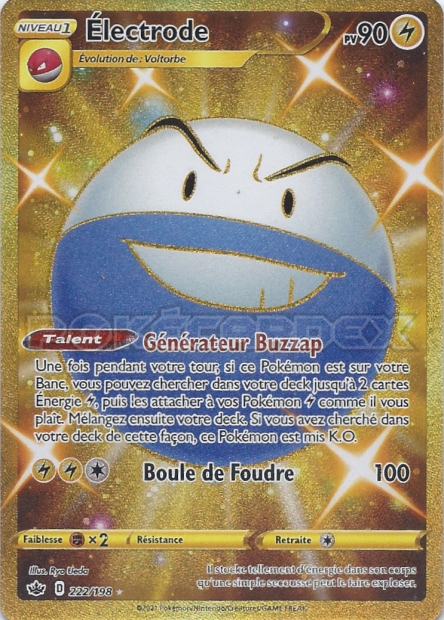 NIVEAU 1
Électrode
PV 90
Évolution de : Voltorbe
POKÉCARDEX
Talent
Générateur Buzzap
Une fois pendant votre tour, si ce Pokémon est sur votre
Banc, vous pouvez chercher dans votre deck jusqu'à 2 cartes
Énergie, puis les attacher à vos Pokémon comme il vous
plaît. Mélangez ensuite votre deck. Si vous avez cherché dans
votre deck de cette façon, ce Pokémon est mis K.O.
Boule de Foudre 100
Faiblesse ×2 Résistance Retraite
Illus. Ryo Ueda
Il stocke tellement d'énergie dans son corps
qu'une simple secousse peut le faire exploser.
D 222/198
©2021 Pokémon/Nintendo/Creatures/GAME FREAK